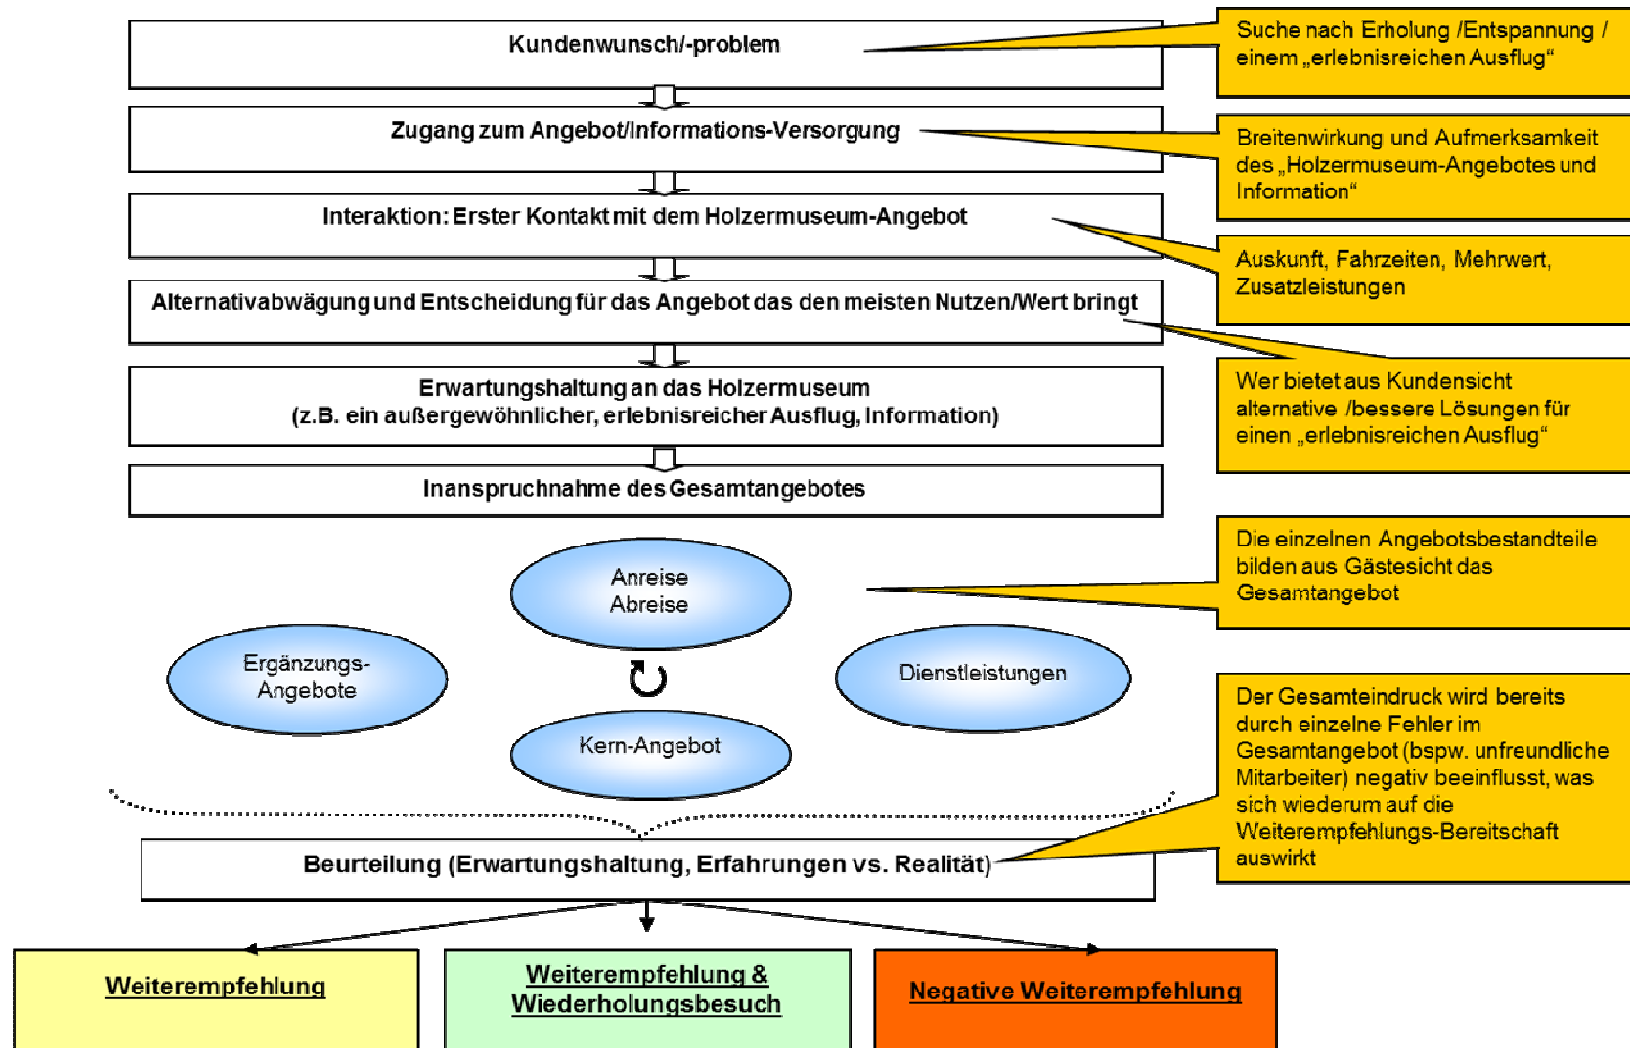 Kundenwunsch/-problem
Suche nach Erholung /Entspannung /
einem „erlebnisreichen Ausflug“
Zugang zum Angebot/Informations-Versorgung
Breitenwirkung und Aufmerksamkeit
des „Holzermuseum-Angebotes und
Information“
Interaktion: Erster Kontakt mit dem Holzermuseum-Angebot
Auskunft, Fahrzeiten, Mehrwert,
Zusatzleistungen
Alternativabwägung und Entscheidung für das Angebot das den meisten Nutzen/Wert bringt
Wer bietet aus Kundensicht
alternative /bessere Lösungen für
einen „erlebnisreichen Ausflug“
Erwartungshaltung an das Holzermuseum
(z.B. ein außergewöhnlicher, erlebnisreicher Ausflug, Information)
Inanspruchnahme des Gesamtangebotes
Die einzelnen Angebotsbestandteile
bilden aus Gästesicht das
Gesamtangebot
Anreise
Abreise
Ergänzungs-
Angebote
Dienstleistungen
Kern-Angebot
Der Gesamteindruck wird bereits
durch einzelne Fehler im
Gesamtangebot (bspw. unfreundliche
Mitarbeiter) negativ beeinflusst, was
sich wiederum auf die
Weiterempfehlungs-Bereitschaft
auswirkt
Beurteilung (Erwartungshaltung, Erfahrungen vs. Realität)
Weiterempfehlung
Weiterempfehlung &
Wiederholungsbesuch
Negative Weiterempfehlung